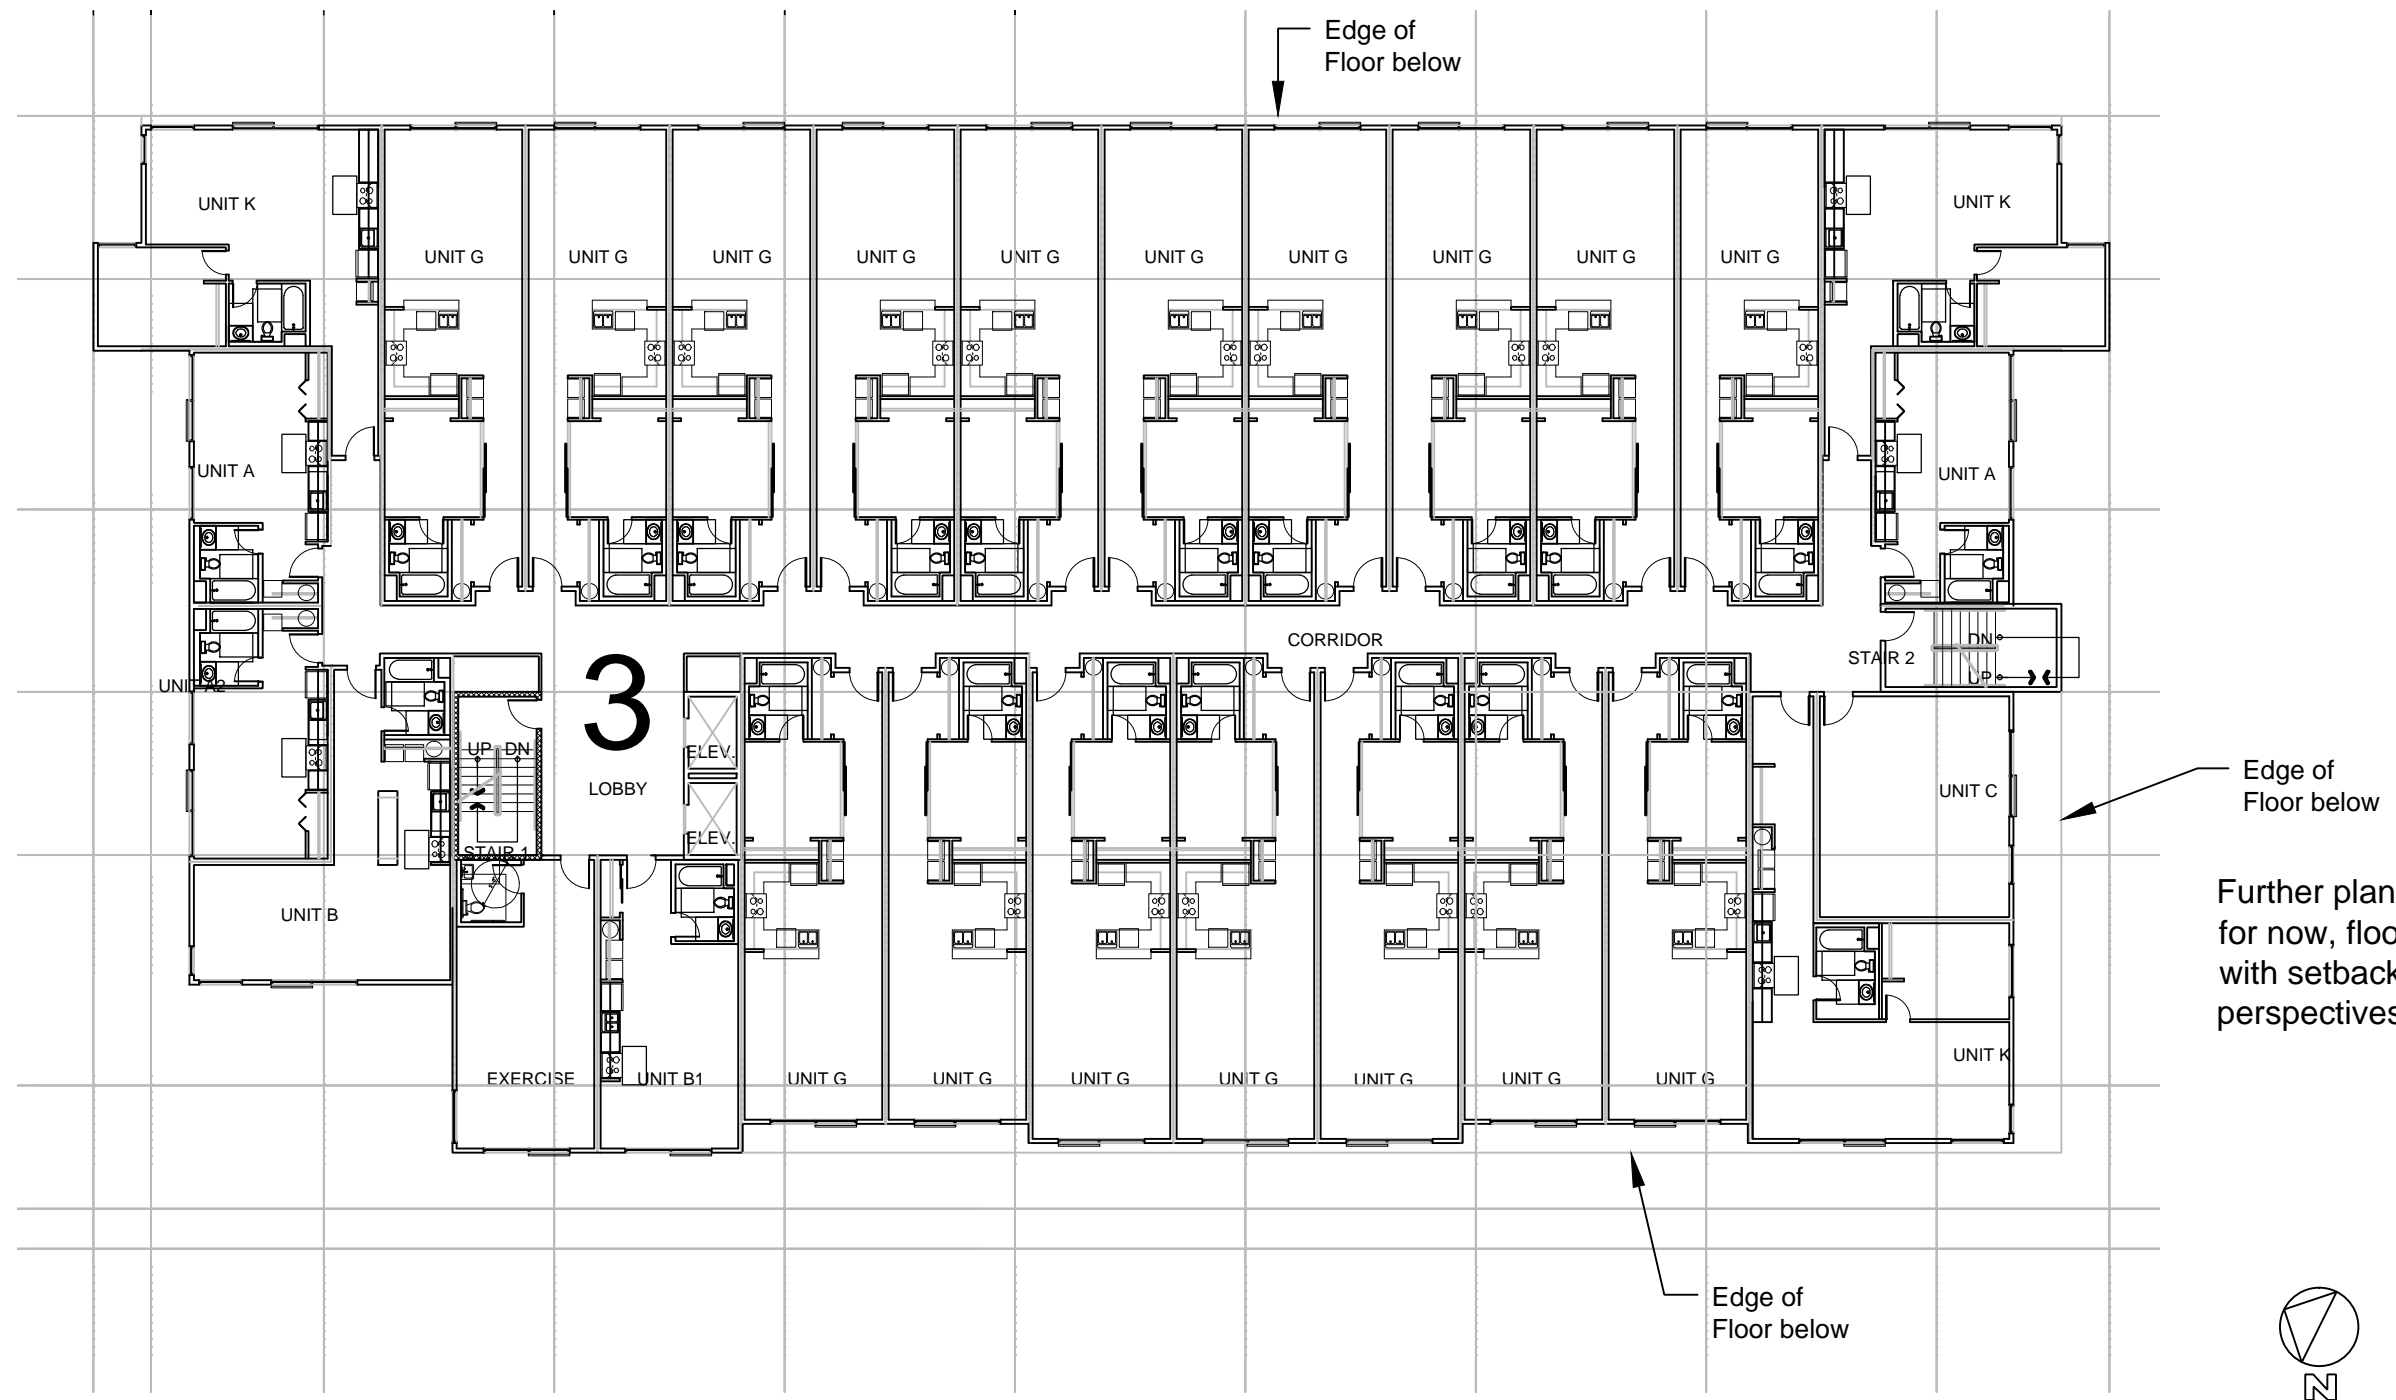 Edge of
Floor below
UNIT K
UNIT K
UNIT G
UNIT G
UNIT G
UNIT G
UNIT G
UNIT G
UNIT G
UNIT G
UNIT G
UNIT G
UNIT A
UNIT A
CORRIDOR
DN
STAIR 2
UP
UNIT A2
3
UP DN
ELEV.
LOBBY
ELEV.
STAIR 1
UNIT C
Edge of
Floor below
UNIT B
Further plan
for now, floo
with setback
perspectives
UNIT K
EXERCISE
UNIT B1
UNIT G
UNIT G
UNIT G
UNIT G
UNIT G
UNIT G
UNIT G
Edge of
Floor below
N